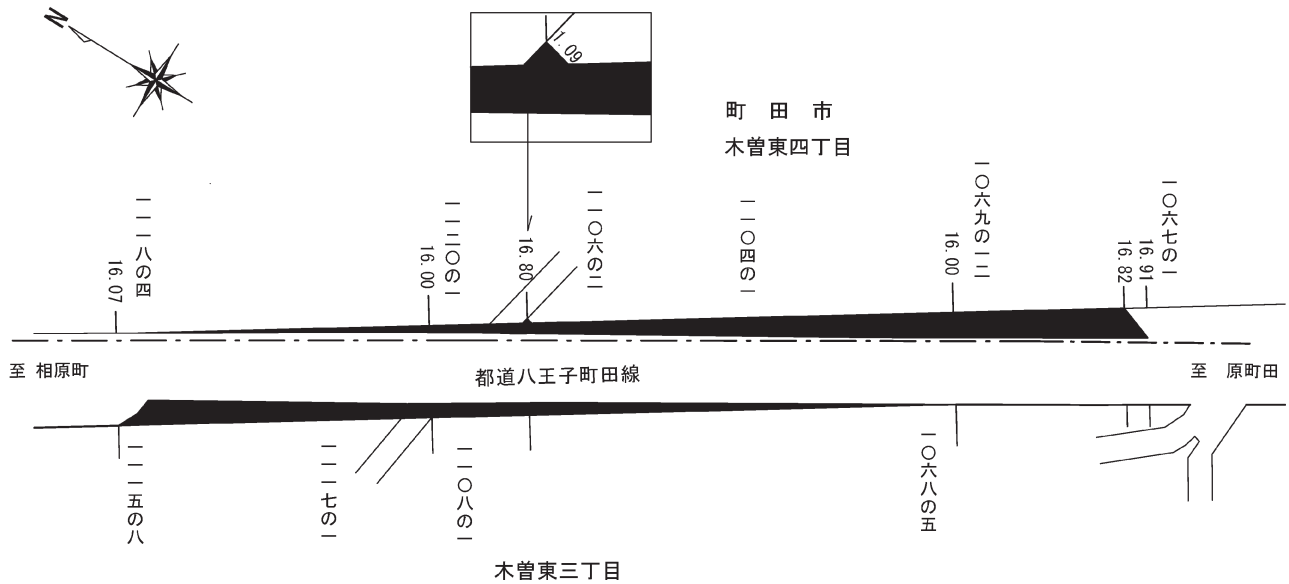 N
1.09
町 田 市
木曽東四丁目
一一一八の四
16.07
一一二〇の一
16.00
16.80
一一〇六の二
一一〇四の一
一〇六九の一二
16.00
一〇六七の一
16.91
16.82
至 相原町
都道八王子町田線
至 原町田
一一一五の八
一一一七の一
一一〇八の一
一〇六八の五
木曽東三丁目